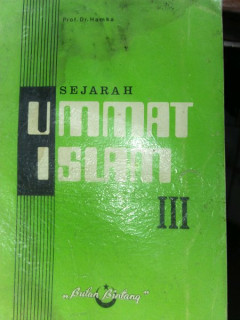 Prof. Dr. Hamka
SEJARAH
UMMAT
ISLAM
III
„Bulan Bintang”